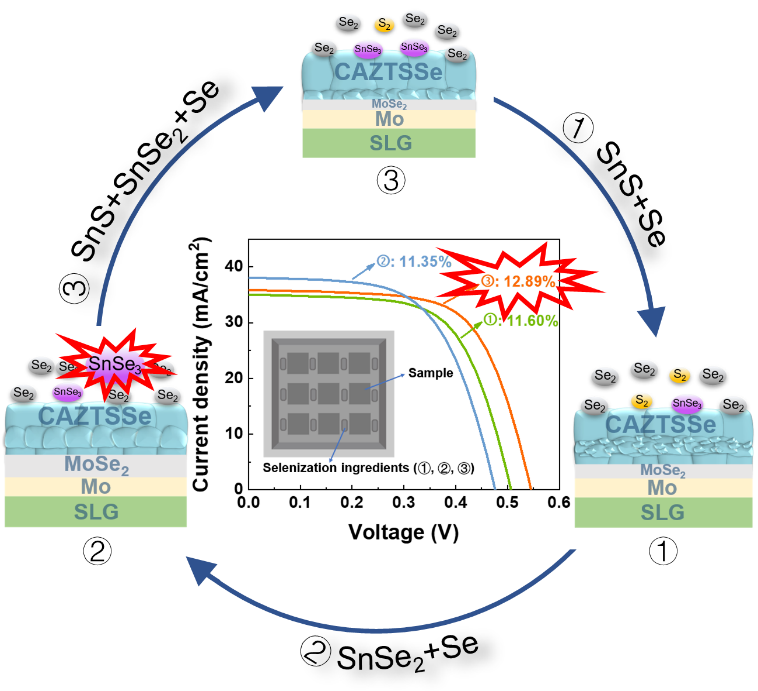 Se₂ S₂ Se₂ Se₂
Se₂ SnSe₃ SnSe₃ Se₂
CAZTSSe
MoSe₂
Mo
SLG
③
① SnS+Se
③ SnS+SnSe₂+Se
Current density (mA/cm²)
40
30
20
10
0
②: 11.35%
③: 12.89%
①: 11.60%
Sample
Selenization ingredients (①, ②, ③)
0.0 0.1 0.2 0.3 0.4 0.5 0.6
Voltage (V)
Se₂ Se₂ SnSe₃ Se₂
Se₂ SnSe₃ Se₂ Se₂
CAZTSSe
MoSe₂
Mo
SLG
②
Se₂ Se₂ S₂ Se₂
Se₂ S₂ SnSe₃ Se₂
CAZTSSe
MoSe₂
Mo
SLG
①
② SnSe₂+Se